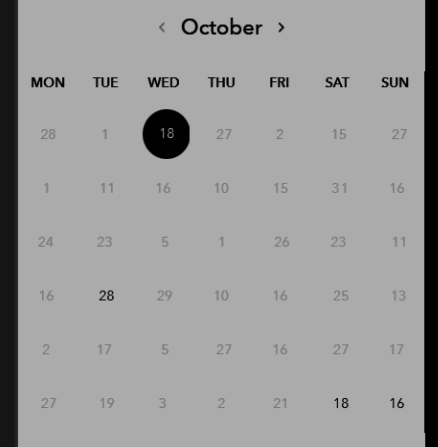 ‹ October ›
MON TUE WED THU FRI SAT SUN
28 1 18 27 2 15 27
1 11 16 10 15 31 16
24 23 5 1 26 23 11
16 28 29 10 16 25 13
2 17 5 27 16 27 17
27 19 3 2 21 18 16